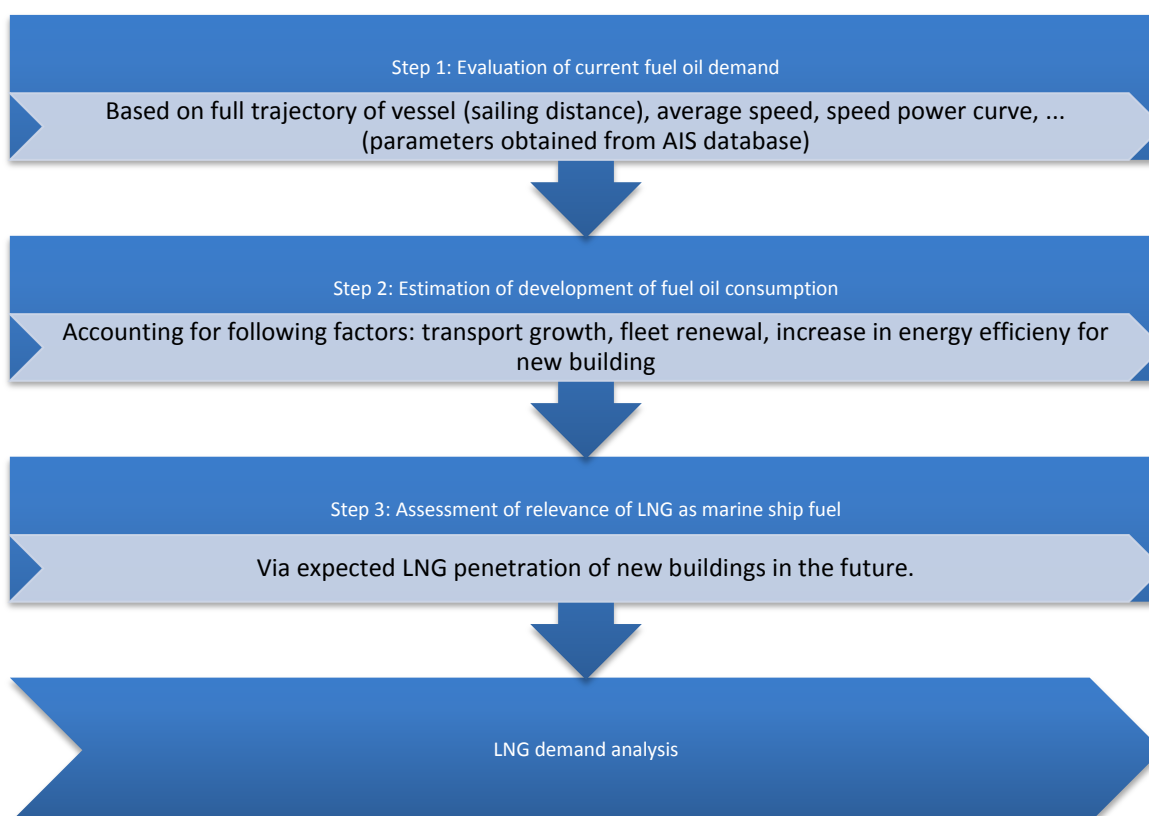 Step 1: Evaluation of current fuel oil demand
Based on full trajectory of vessel (sailing distance), average speed, speed power curve, ...
(parameters obtained from AIS database)
Step 2: Estimation of development of fuel oil consumption
Accounting for following factors: transport growth, fleet renewal, increase in energy efficieny for
new building
Step 3: Assessment of relevance of LNG as marine ship fuel
Via expected LNG penetration of new buildings in the future.
LNG demand analysis